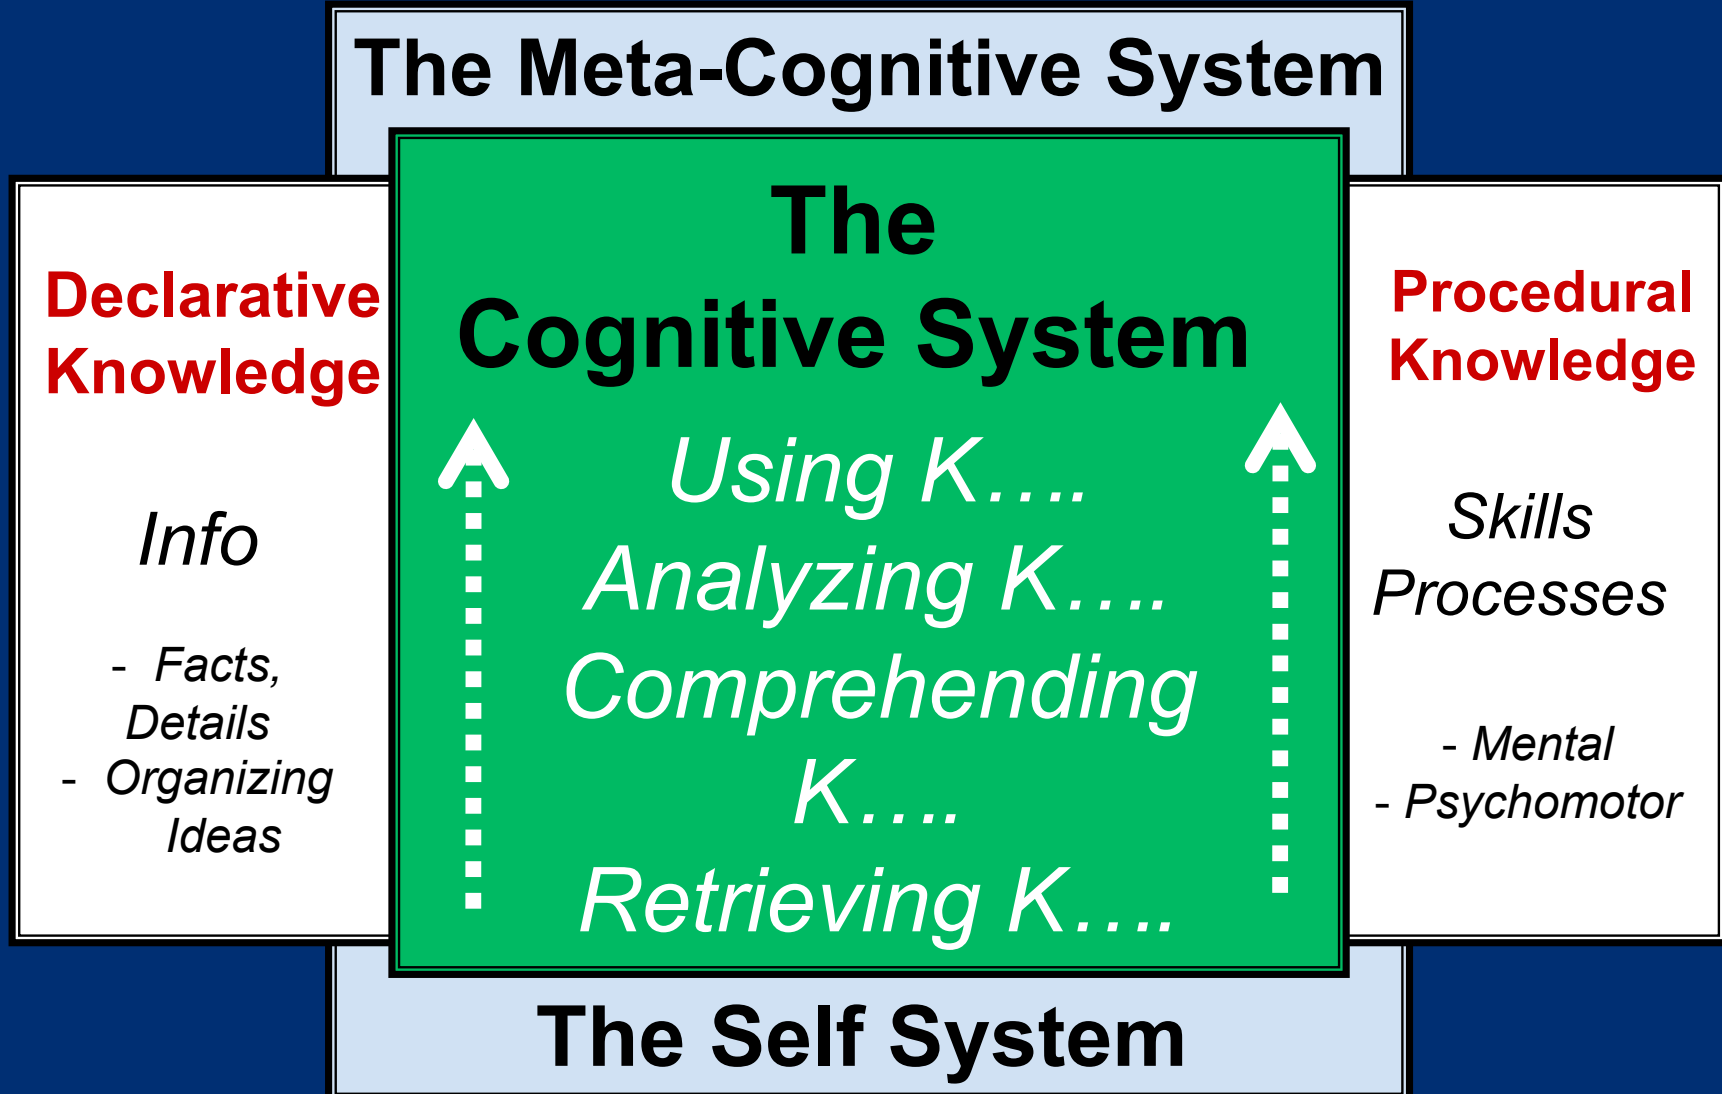 The Meta-Cognitive System
Declarative
Knowledge
Info
- Facts,
Details
- Organizing
Ideas
The
Cognitive System
Using K….
Analyzing K….
Comprehending
K….
Retrieving K….
Procedural
Knowledge
Skills
Processes
- Mental
- Psychomotor
The Self System